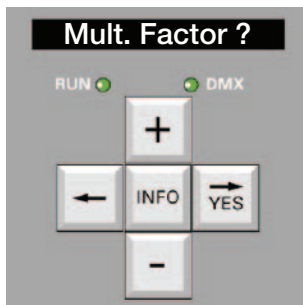 Mult. Factor ?
RUN DMX
+
← INFO → YES
-